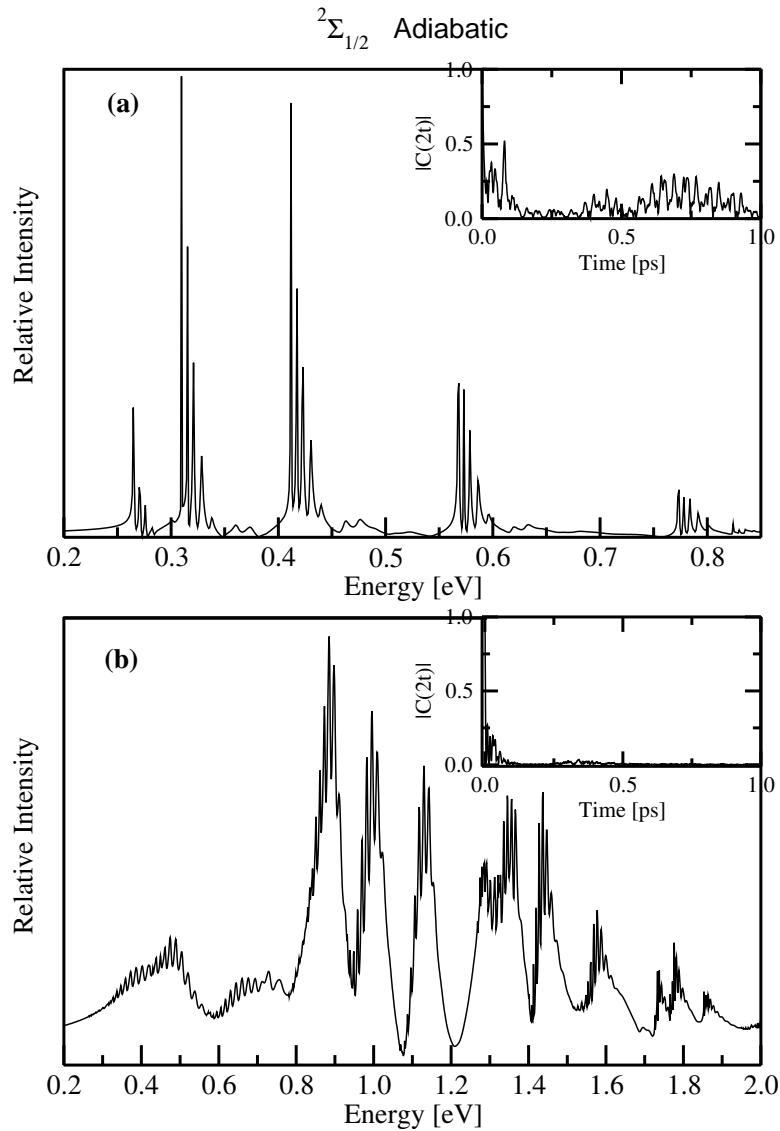 ²Σ₁/₂ Adiabatic
(a)
Relative Intensity
0.2 0.3 0.4 0.5 0.6 0.7 0.8
Energy [eV]
|C(2t)|
1.0
0.5
0.0
0.0 0.5 1.0
Time [ps]
(b)
Relative Intensity
0.2 0.4 0.6 0.8 1.0 1.2 1.4 1.6 1.8 2.0
Energy [eV]
|C(2t)|
1.0
0.5
0.0
0.0 0.5 1.0
Time [ps]